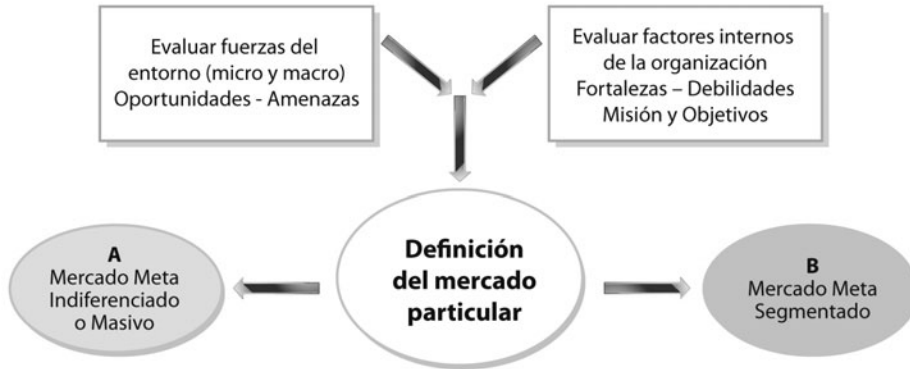 Evaluar fuerzas del
entorno (micro y macro)
Oportunidades - Amenazas
Evaluar factores internos
de la organización
Fortalezas – Debilidades
Misión y Objetivos
Definición
del mercado
particular
A
Mercado Meta
Indiferenciado
o Masivo
B
Mercado Meta
Segmentado